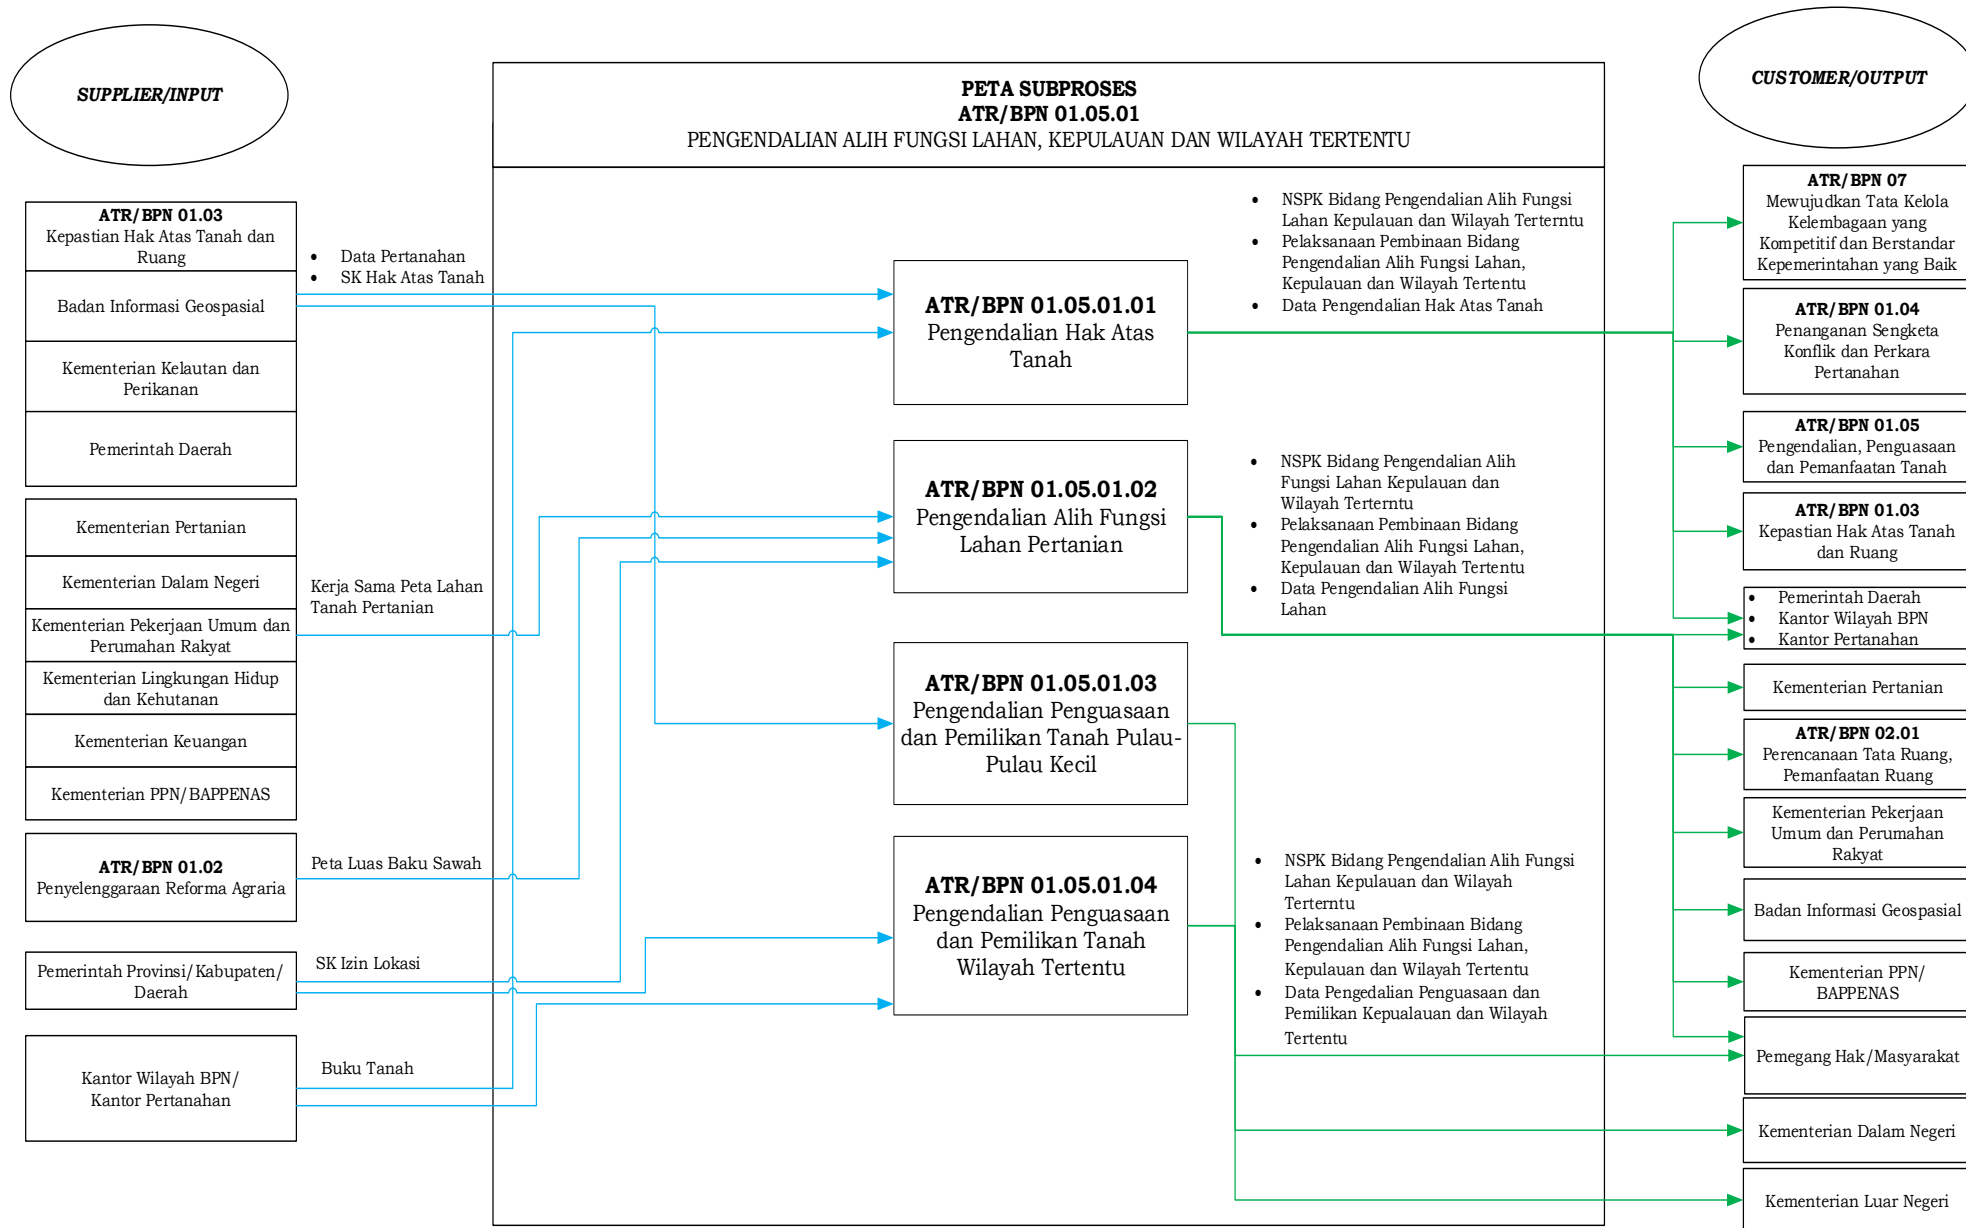 SUPPLIER/INPUT
PETA SUBPROSES
ATR/BPN 01.05.01
PENGENDALIAN ALIH FUNGSI LAHAN, KEPULAUAN DAN WILAYAH TERTENTU
CUSTOMER/OUTPUT
ATR/BPN 01.03
Kepastian Hak Atas Tanah dan
Ruang
Badan Informasi Geospasial
Kementerian Kelautan dan
Perikanan
Pemerintah Daerah
Kementerian Pertanian
Kementerian Dalam Negeri
Kementerian Pekerjaan Umum dan
Perumahan Rakyat
Kementerian Lingkungan Hidup
dan Kehutanan
Kementerian Keuangan
Kementerian PPN/BAPPENAS
ATR/BPN 01.02
Penyelenggaraan Reforma Agraria
Pemerintah Provinsi/Kabupaten/
Daerah
Kantor Wilayah BPN/
Kantor Pertanahan
• Data Pertanahan
• SK Hak Atas Tanah
Kerja Sama Peta Lahan
Tanah Pertanian
Peta Luas Baku Sawah
SK Izin Lokasi
Buku Tanah
ATR/BPN 01.05.01.01
Pengendalian Hak Atas
Tanah
ATR/BPN 01.05.01.02
Pengendalian Alih Fungsi
Lahan Pertanian
ATR/BPN 01.05.01.03
Pengendalian Penguasaan
dan Pemilikan Tanah Pulau-
Pulau Kecil
ATR/BPN 01.05.01.04
Pengendalian Penguasaan
dan Pemilikan Tanah
Wilayah Tertentu
• NSPK Bidang Pengendalian Alih Fungsi
Lahan Kepulauan dan Wilayah Terterntu
• Pelaksanaan Pembinaan Bidang
Pengendalian Alih Fungsi Lahan,
Kepulauan dan Wilayah Tertentu
• Data Pengendalian Hak Atas Tanah
• NSPK Bidang Pengendalian Alih
Fungsi Lahan Kepulauan dan
Wilayah Terterntu
• Pelaksanaan Pembinaan Bidang
Pengendalian Alih Fungsi Lahan,
Kepulauan dan Wilayah Tertentu
• Data Pengendalian Alih Fungsi
Lahan
• NSPK Bidang Pengendalian Alih Fungsi
Lahan Kepulauan dan Wilayah
Terterntu
• Pelaksanaan Pembinaan Bidang
Pengendalian Alih Fungsi Lahan,
Kepulauan dan Wilayah Tertentu
• Data Pengedalian Penguasaan dan
Pemilikan Kepualauan dan Wilayah
Tertentu
ATR/BPN 07
Mewujudkan Tata Kelola
Kelembagaan yang
Kompetitif dan Berstandar
Kepemerintahan yang Baik
ATR/BPN 01.04
Penanganan Sengketa
Konflik dan Perkara
Pertanahan
ATR/BPN 01.05
Pengendalian, Penguasaan
dan Pemanfaatan Tanah
ATR/BPN 01.03
Kepastian Hak Atas Tanah
dan Ruang
• Pemerintah Daerah
• Kantor Wilayah BPN
• Kantor Pertanahan
Kementerian Pertanian
ATR/BPN 02.01
Perencanaan Tata Ruang,
Pemanfaatan Ruang
Kementerian Pekerjaan
Umum dan Perumahan
Rakyat
Badan Informasi Geospasial
Kementerian PPN/
BAPPENAS
Pemegang Hak/Masyarakat
Kementerian Dalam Negeri
Kementerian Luar Negeri